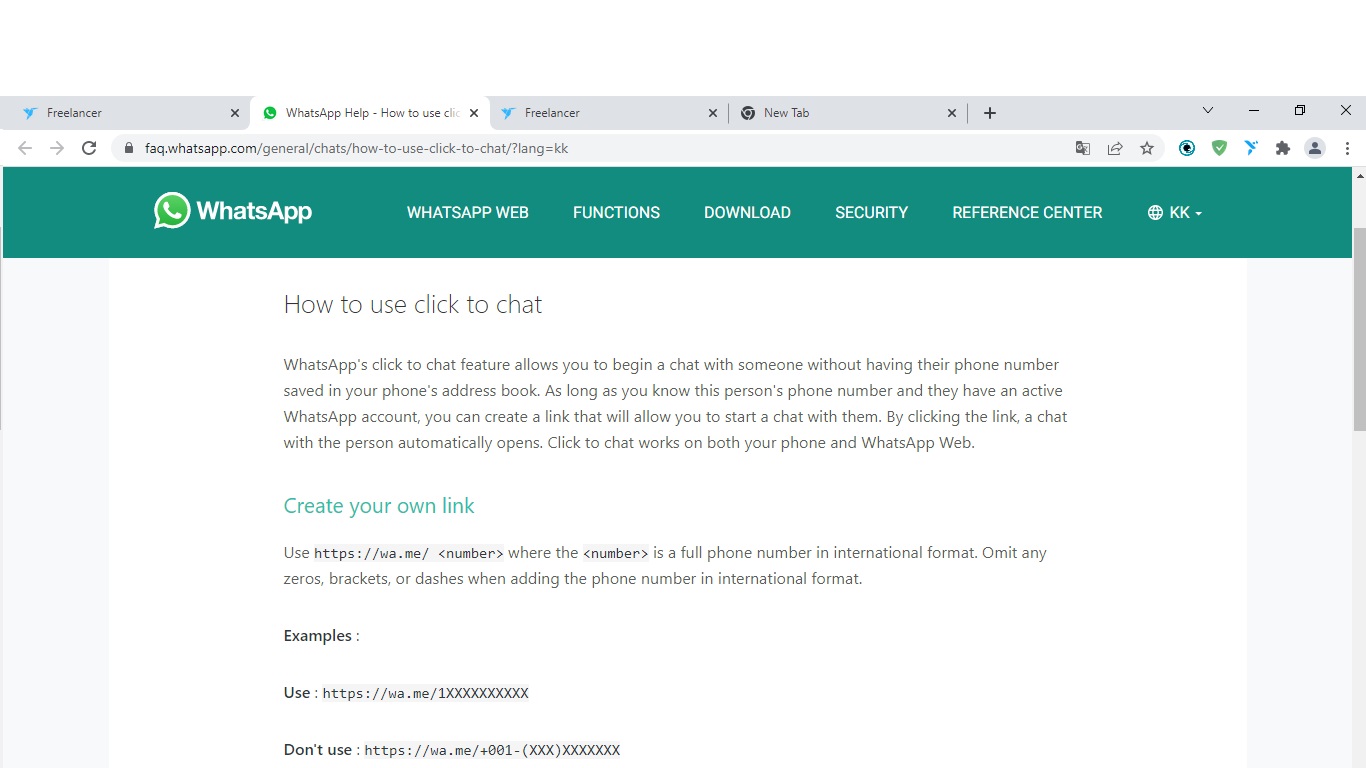 Freelancer
WhatsApp Help - How to use clic
Freelancer
New Tab
faq.whatsapp.com/general/chats/how-to-use-click-to-chat/?lang=kk
WhatsApp
WHATSAPP WEB
FUNCTIONS
DOWNLOAD
SECURITY
REFERENCE CENTER
KK
How to use click to chat
WhatsApp's click to chat feature allows you to begin a chat with someone without having their phone number
saved in your phone's address book. As long as you know this person's phone number and they have an active
WhatsApp account, you can create a link that will allow you to start a chat with them. By clicking the link, a chat
with the person automatically opens. Click to chat works on both your phone and WhatsApp Web.
Create your own link
Use https://wa.me/ <number> where the <number> is a full phone number in international format. Omit any
zeros, brackets, or dashes when adding the phone number in international format.
Examples :
Use : https://wa.me/1XXXXXXXXXX
Don't use : https://wa.me/+001-(XXX)XXXXXXX